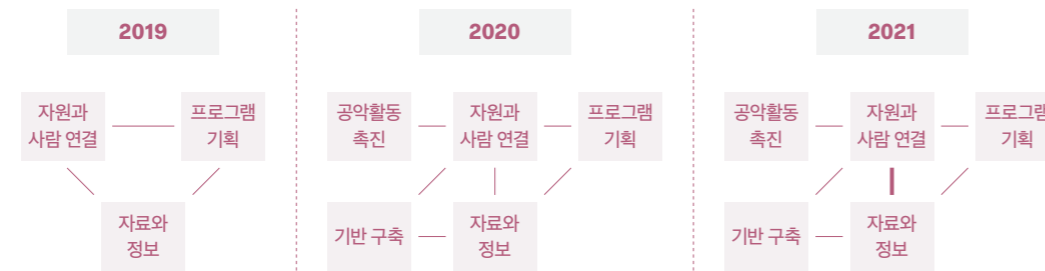 2019
자원과
사람 연결
프로그램
기획
자료와
정보
2020
공악활동
촉진
자원과
사람 연결
프로그램
기획
기반 구축
자료와
정보
2021
공악활동
촉진
자원과
사람 연결
프로그램
기획
기반 구축
자료와
정보